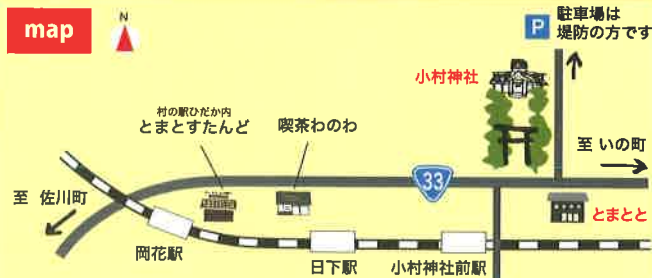 map
N
P
駐車場は
堤防の方です
小村神社
村の駅ひだか内
とまとすたんど
喫茶わのわ
至 いの町
33
至 佐川町
とまとと
岡花駅
日下駅
小村神社前駅